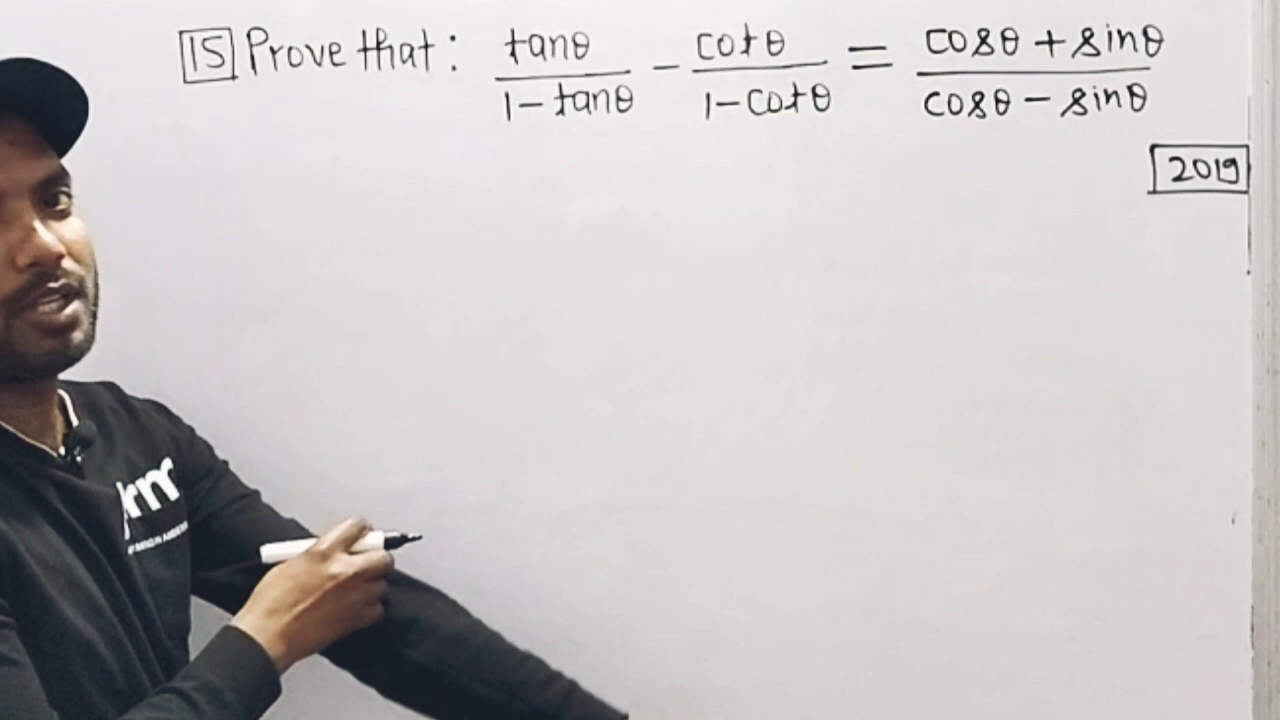 15 Prove that: tanθ/(1-tanθ) - cotθ/(1-cotθ) = (cosθ+sinθ)/(cosθ-sinθ)
2019